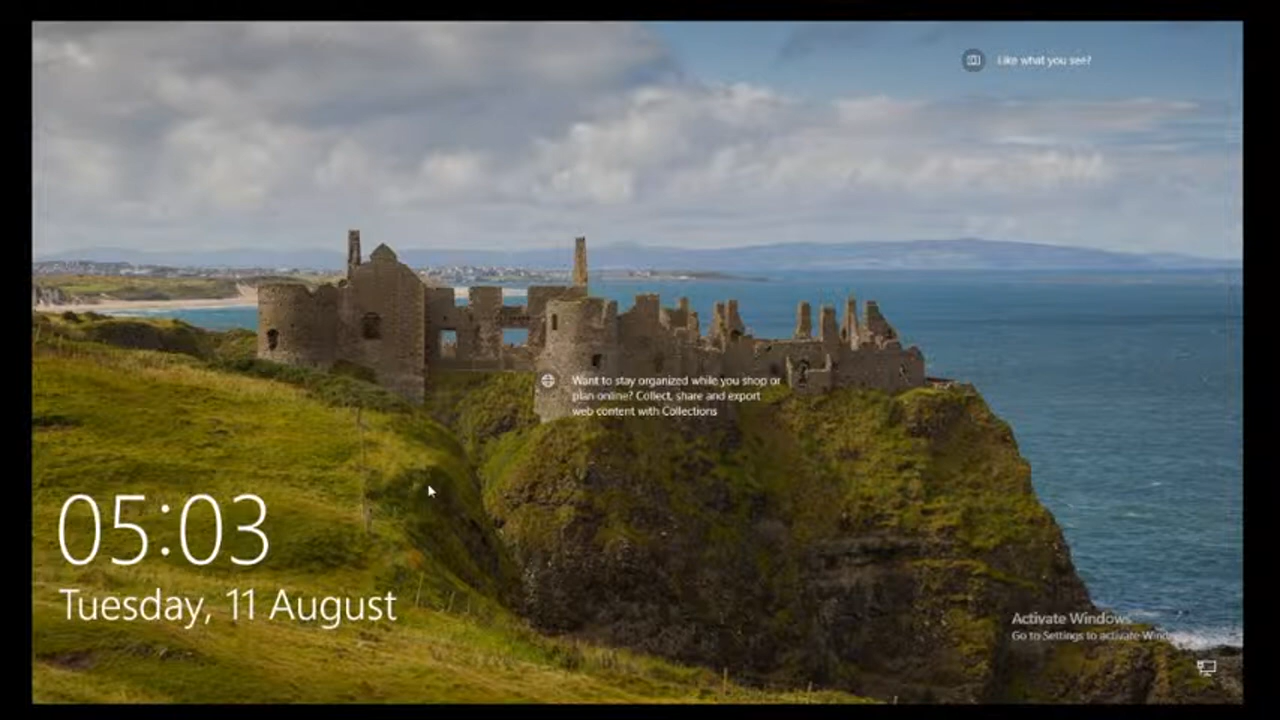 Like what you see?
Want to stay organized while you shop or
plan online? Collect, share and export
web content with Collections
05:03
Tuesday, 11 August
Activate Windows
Go to Settings to activate Windows